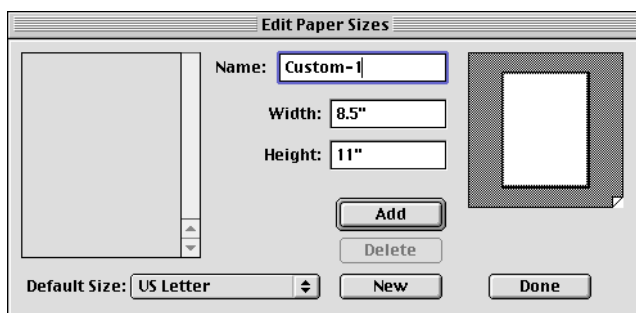 Edit Paper Sizes
Name: Custom-1
Width: 8.5"
Height: 11"
Add
Delete
Default Size: US Letter New Done